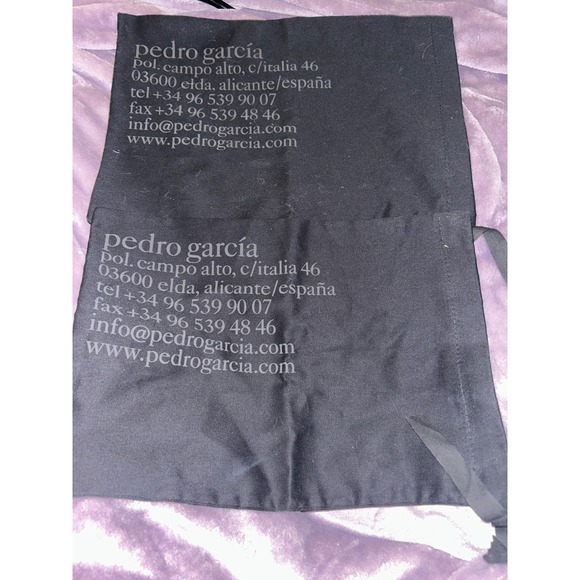 pedro garcía
pol. campo alto, c/italia 46
03600 elda, alicante/españa
tel +34 96 539 90 07
fax +34 96 539 48 46
info@pedrogarcia.com
www.pedrogarcia.com
pedro garcía
pol. campo alto, c/italia 46
03600 elda, alicante/españa
tel +34 96 539 90 07
fax +34 96 539 48 46
info@pedrogarcia.com
www.pedrogarcia.com